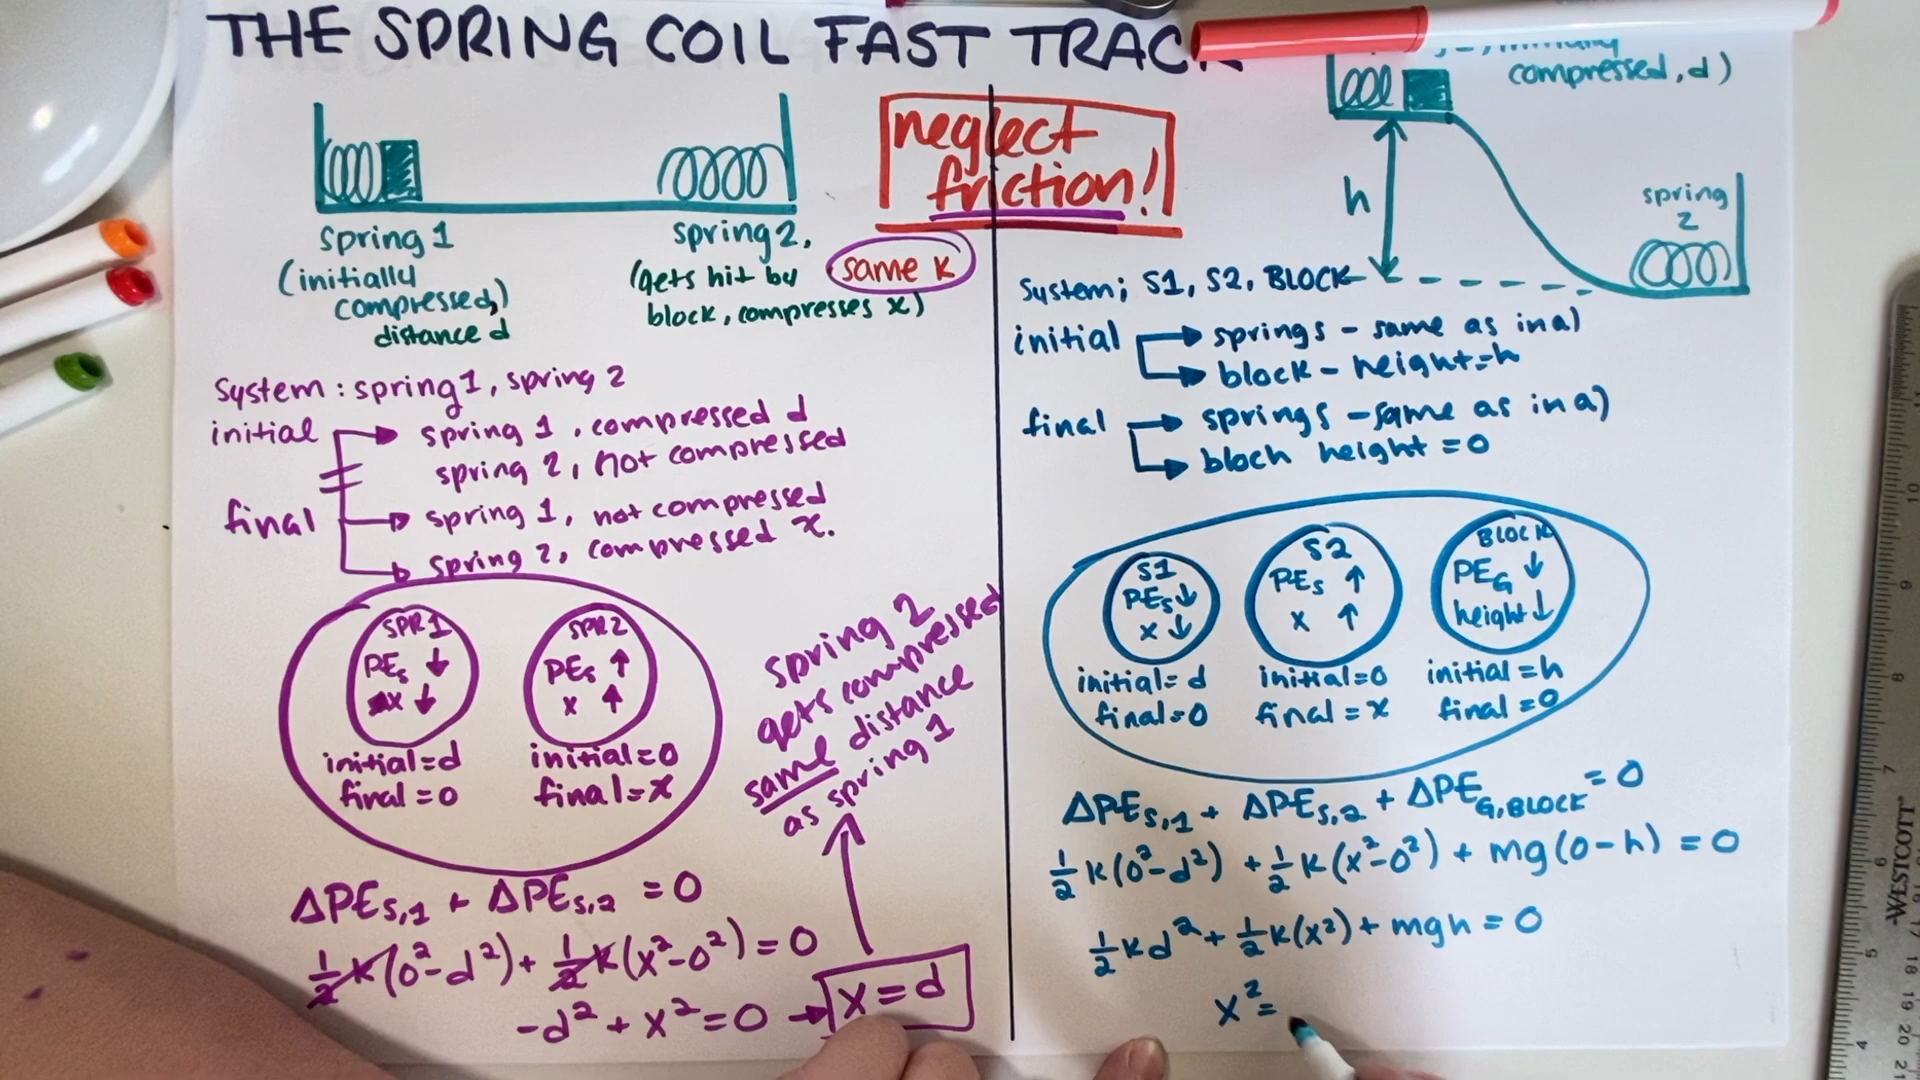 THE SPRING COIL FAST TRACK
neglect
friction!
spring 1
(initially
compressed,)
distance d
spring 2,
(gets hit by
block, compresses x)
same k
System: spring 1, spring 2
initial
spring 1, compressed d
spring 2, not compressed
final
spring 1, not compressed
spring 2, compressed x.
SPR1
PEs ↓
x ↓
initial=d
final=0
SPR2
PEs ↑
x ↑
initial=0
final=x
spring 2
gets compressed
same distance
as spring 1
ΔPEs,1 + ΔPEs,2 = 0
½k(0²-d²)+ ½k(x²-0²)=0
-d² + x²=0 → x=d
compressed, d)
h
spring
2
System; S1, S2, BLOCK
initial
springs - same as in a)
block - height=h
final
springs - same as in a)
block height = 0
S1
PEs ↓
x ↓
initial=d
final=0
S2
PEs ↑
x ↑
initial=0
final=x
BLOCK
PEG ↓
height ↓
initial=h
final=0
ΔPEs,1 + ΔPEs,2 + ΔPEG,BLOCK = 0
½k(0²-d²) + ½k(x²-0²) + mg(0-h) = 0
½kd² + ½k(x²) + mgh = 0
x² =
WESTCOTT